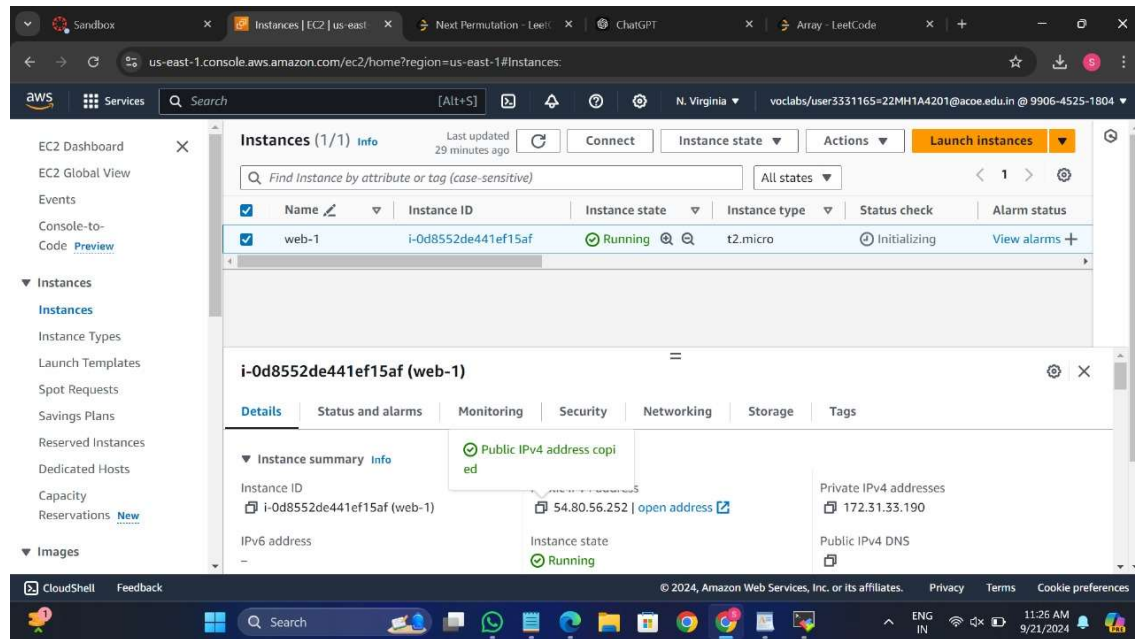 Sandbox
Instances | EC2 | us-east-
Next Permutation - LeetC
ChatGPT
Array - LeetCode
us-east-1.console.aws.amazon.com/ec2/home?region=us-east-1#Instances:
S
aws
Services
Search
[Alt+S]
N. Virginia
voclabs/user3331165=22MH1A4201@acoe.edu.in @ 9906-4525-1804
EC2 Dashboard
EC2 Global View
Events
Console-to-
Code Preview
Instances
Instances
Instance Types
Launch Templates
Spot Requests
Savings Plans
Reserved Instances
Dedicated Hosts
Capacity
Reservations New
Images
Instances (1/1) Info
Last updated
29 minutes ago
Connect
Instance state
Actions
Launch instances
Find Instance by attribute or tag (case-sensitive)
All states
1
Name
Instance ID
Instance state
Instance type
Status check
Alarm status
web-1
i-0d8552de441ef15af
Running
t2.micro
Initializing
View alarms +
i-0d8552de441ef15af (web-1)
Details
Status and alarms
Monitoring
Security
Networking
Storage
Tags
Public IPv4 address copi
ed
Instance summary Info
Instance ID
i-0d8552de441ef15af (web-1)
54.80.56.252 | open address
Private IPv4 addresses
172.31.33.190
IPv6 address
–
Instance state
Running
Public IPv4 DNS
CloudShell
Feedback
© 2024, Amazon Web Services, Inc. or its affiliates.
Privacy
Terms
Cookie preferences
1
Search
ENG
IN
11:26 AM
9/21/2024